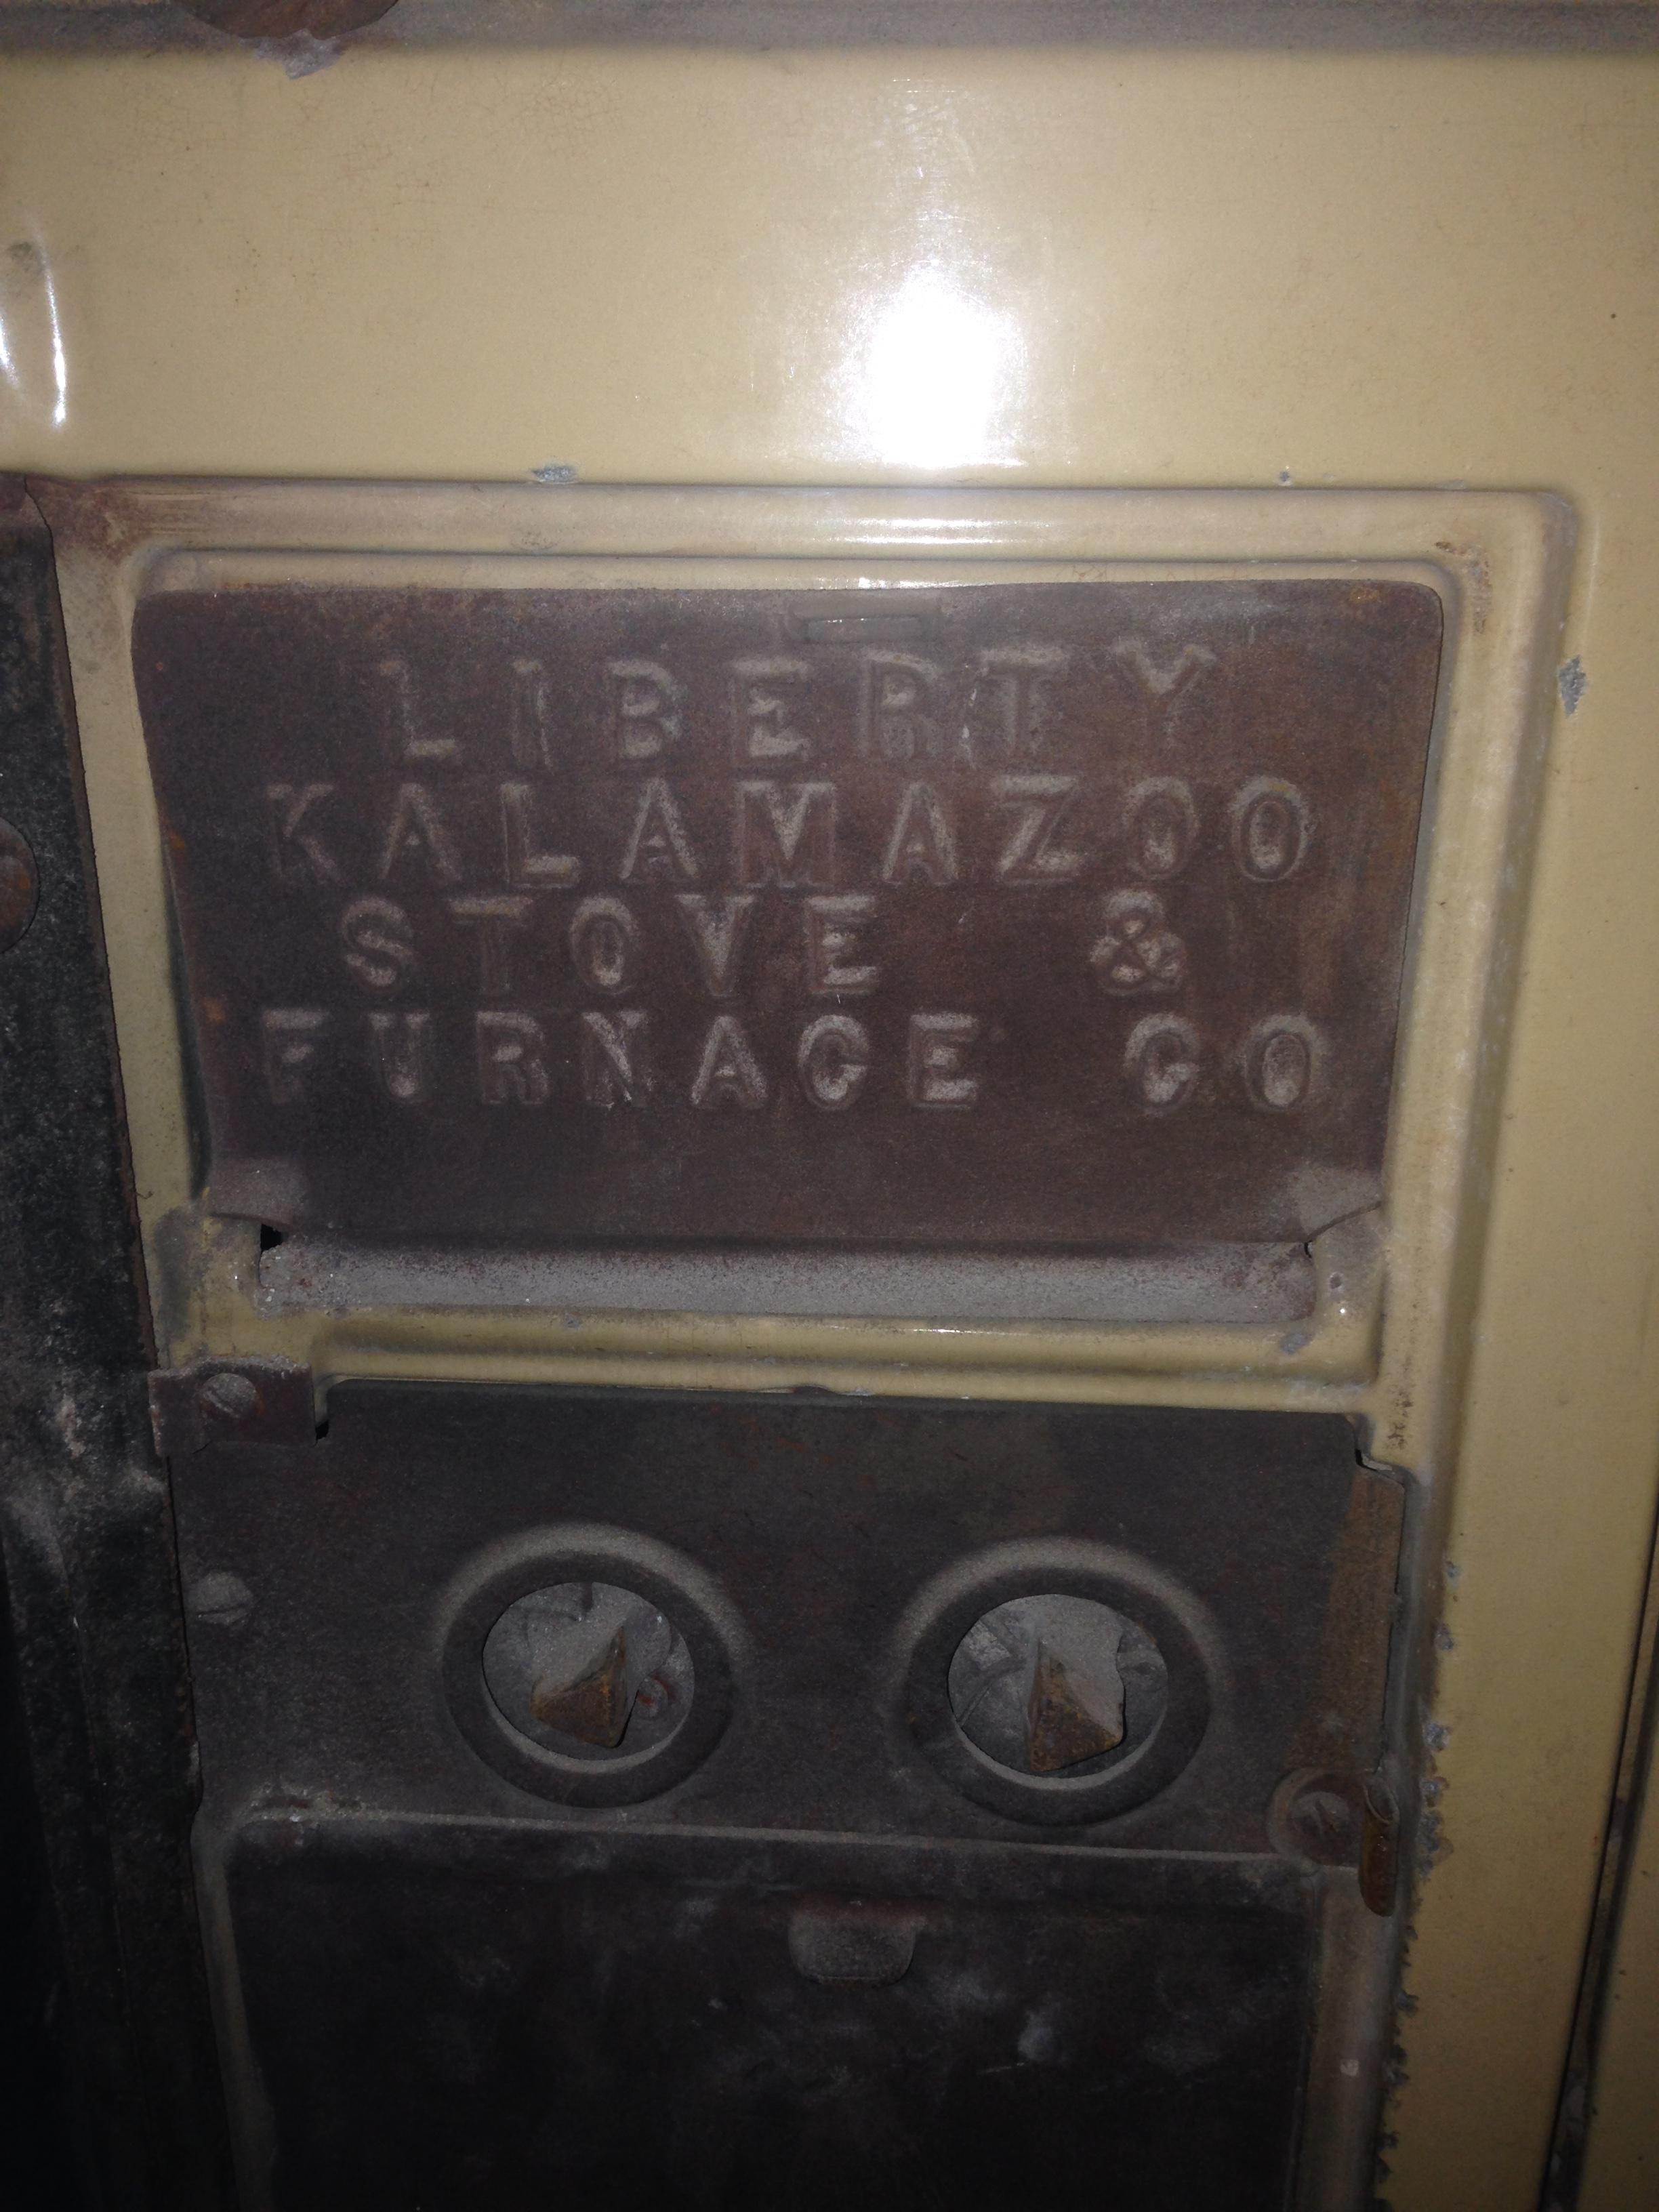 LIBERTY
KALAMAZOO
STOVE &
FURNACE CO